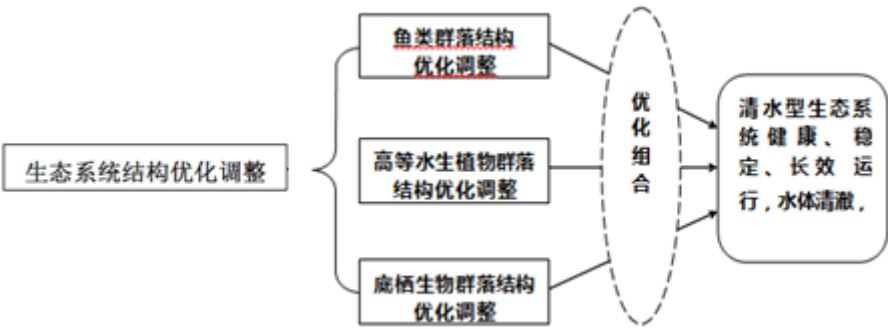 生态系统结构优化调整
鱼类群落结构
优化调整
高等水生植物群落
结构优化调整
底栖生物群落结构
优化调整
优
化
组
合
清水型生态系
统健康、稳
定、长效运
行，水体清澈，